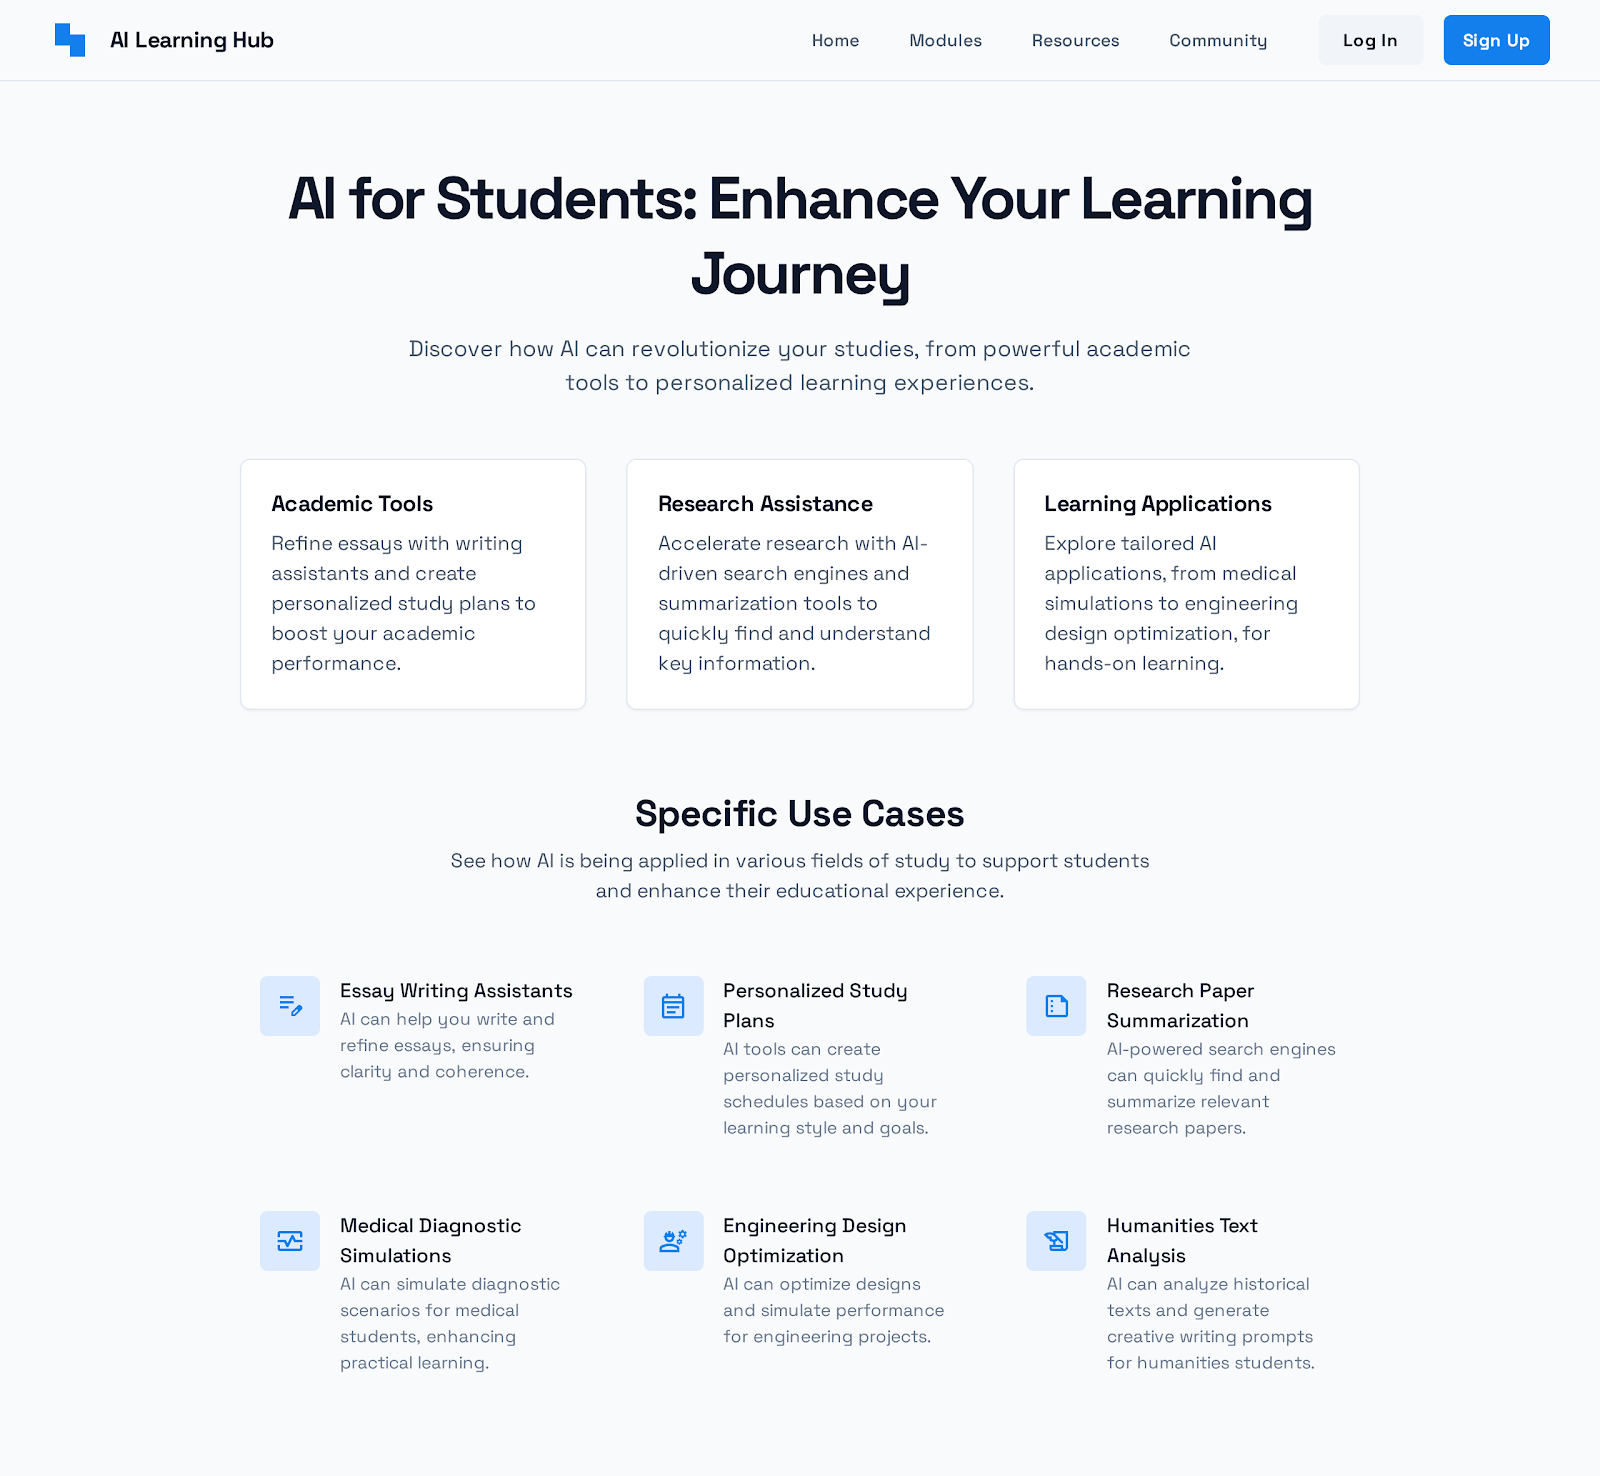 AI Learning Hub
Home
Modules
Resources
Community
Log In
Sign Up
AI for Students: Enhance Your Learning
Journey
Discover how AI can revolutionize your studies, from powerful academic
tools to personalized learning experiences.
Academic Tools
Refine essays with writing
assistants and create
personalized study plans to
boost your academic
performance.
Research Assistance
Accelerate research with AI-
driven search engines and
summarization tools to
quickly find and understand
key information.
Learning Applications
Explore tailored AI
applications, from medical
simulations to engineering
design optimization, for
hands-on learning.
Specific Use Cases
See how AI is being applied in various fields of study to support students
and enhance their educational experience.
Essay Writing Assistants
AI can help you write and
refine essays, ensuring
clarity and coherence.
Personalized Study
Plans
AI tools can create
personalized study
schedules based on your
learning style and goals.
Research Paper
Summarization
AI-powered search engines
can quickly find and
summarize relevant
research papers.
Medical Diagnostic
Simulations
AI can simulate diagnostic
scenarios for medical
students, enhancing
practical learning.
Engineering Design
Optimization
AI can optimize designs
and simulate performance
for engineering projects.
Humanities Text
Analysis
AI can analyze historical
texts and generate
creative writing prompts
for humanities students.